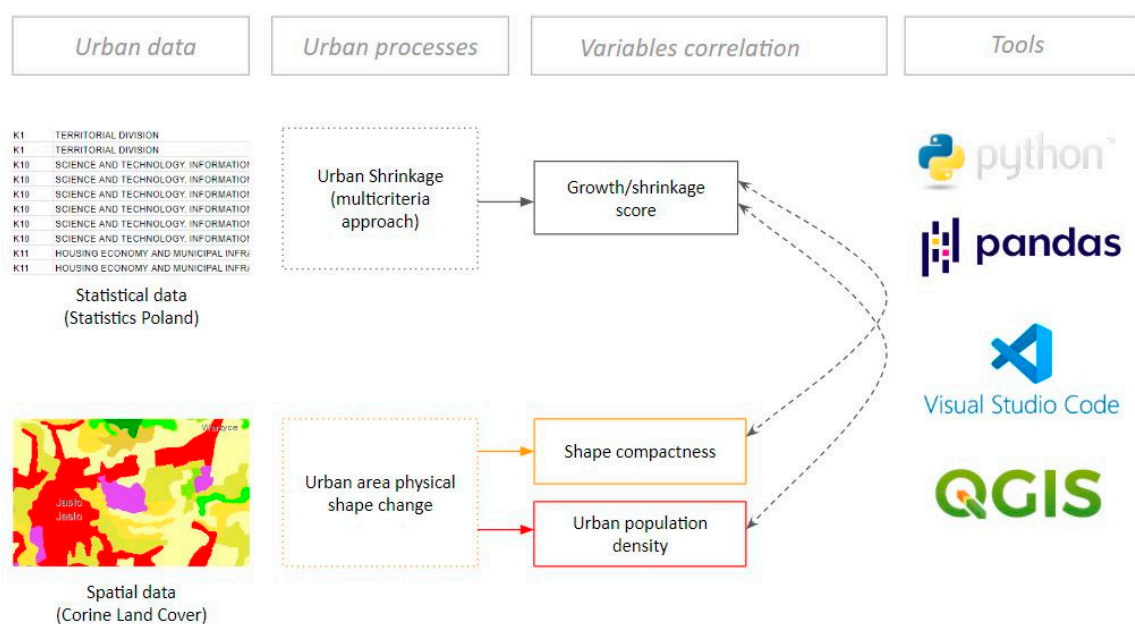 Urban data
Urban processes
Variables correlation
Tools
K1 TERRITORIAL DIVISION
K1 TERRITORIAL DIVISION
K10 SCIENCE AND TECHNOLOGY. INFORMATION
K10 SCIENCE AND TECHNOLOGY. INFORMATION
K10 SCIENCE AND TECHNOLOGY. INFORMATION
K10 SCIENCE AND TECHNOLOGY. INFORMATION
K10 SCIENCE AND TECHNOLOGY. INFORMATION
K10 SCIENCE AND TECHNOLOGY. INFORMATION
K11 HOUSING ECONOMY AND MUNICIPAL INFRA
K11 HOUSING ECONOMY AND MUNICIPAL INFRA
Statistical data
(Statistics Poland)
Urban Shrinkage
(multicriteria
approach)
Growth/shrinkage
score
python™
pandas
Visual Studio Code
QGIS
Warzyce
Jasło
Jasło
Spatial data
(Corine Land Cover)
Urban area physical
shape change
Shape compactness
Urban population
density